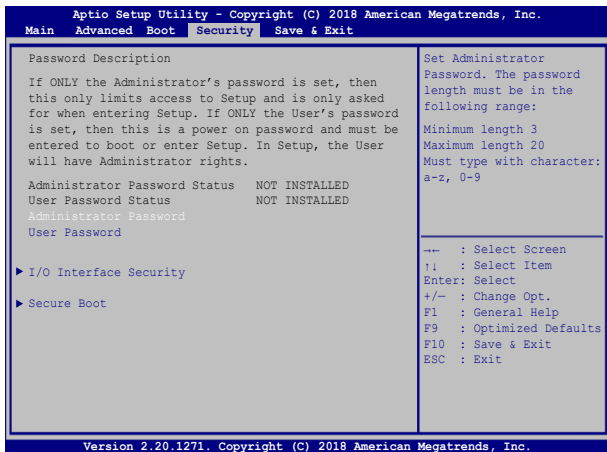 Aptio Setup Utility - Copyright (C) 2018 American Megatrends, Inc.
Main Advanced Boot Security Save & Exit
Password Description
If ONLY the Administrator's password is set, then
this only limits access to Setup and is only asked
for when entering Setup. If ONLY the User's password
is set, then this is a power on password and must be
entered to boot or enter Setup. In Setup, the User
will have Administrator rights.
Administrator Password Status NOT INSTALLED
User Password Status NOT INSTALLED
Administrator Password
User Password
▶ I/O Interface Security
▶ Secure Boot
Set Administrator
Password. The password
length must be in the
following range:
Minimum length 3
Maximum length 20
Must type with character:
a-z, 0-9
→← : Select Screen
↑↓ : Select Item
Enter: Select
+/— : Change Opt.
F1 : General Help
F9 : Optimized Defaults
F10 : Save & Exit
ESC : Exit
Version 2.20.1271. Copyright (C) 2018 American Megatrends, Inc.